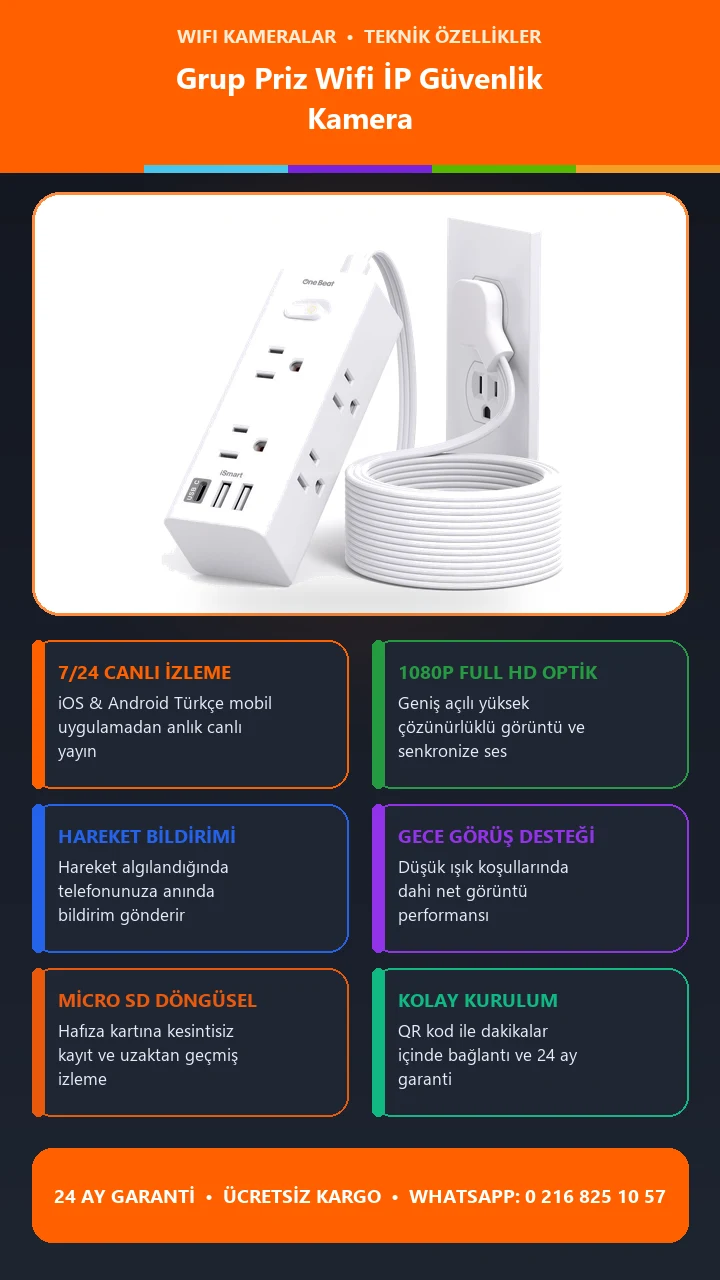 WIFI KAMERALAR • TEKNİK ÖZELLİKLER
Grup Priz Wifi İP Güvenlik
Kamera
One Beat
iSmart
USB C
7/24 CANLI İZLEME
iOS & Android Türkçe mobil
uygulamadan anlık canlı
yayın
1080P FULL HD OPTİK
Geniş açılı yüksek
çözünürlüklü görüntü ve
senkronize ses
HAREKET BİLDİRİMİ
Hareket algılandığında
telefonunuza anında
bildirim gönderir
GECE GÖRÜŞ DESTEĞİ
Düşük ışık koşullarında
dahi net görüntü
performansı
MİCRO SD DÖNGÜSEL
Hafıza kartına kesintisiz
kayıt ve uzaktan geçmiş
izleme
KOLAY KURULUM
QR kod ile dakikalar
içinde bağlantı ve 24 ay
garanti
24 AY GARANTİ • ÜCRETSİZ KARGO • WHATSAPP: 0 216 825 10 57